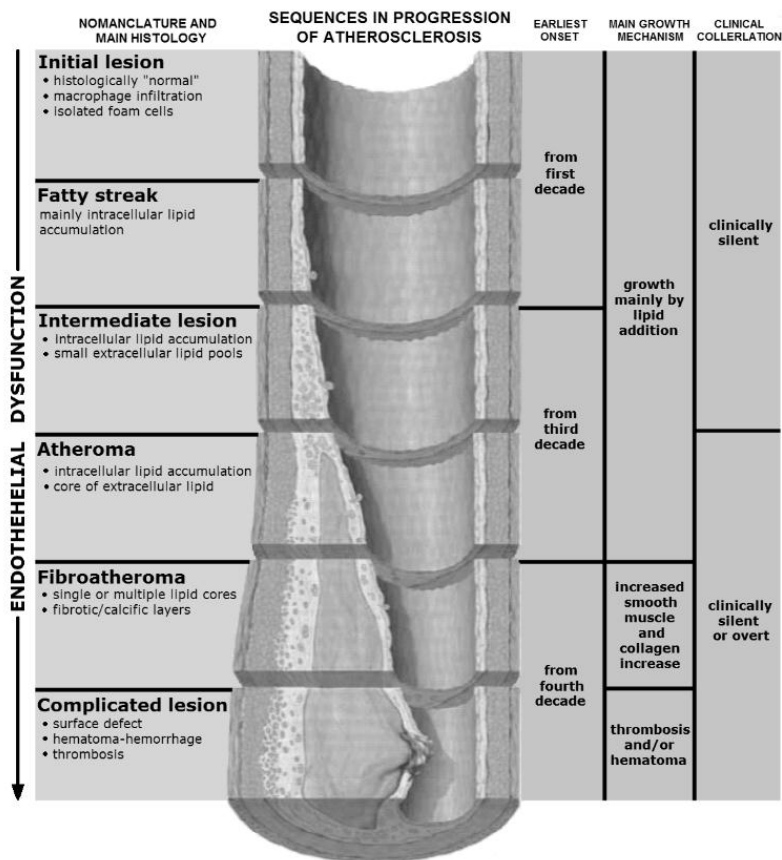 NOMANCLATURE AND
MAIN HISTOLOGY
SEQUENCES IN PROGRESSION
OF ATHEROSCLEROSIS
EARLIEST
ONSET
MAIN GROWTH
MECHANISM
CLINICAL
COLLERLATION
ENDOTHEHELIAL DYSFUNCTION
Initial lesion
• histologically "normal"
• macrophage infiltration
• isolated foam cells
Fatty streak
mainly intracellular lipid
accumulation
Intermediate lesion
• intracellular lipid accumulation
• small extracellular lipid pools
Atheroma
• intracellular lipid accumulation
• core of extracellular lipid
Fibroatheroma
• single or multiple lipid cores
• fibrotic/calcific layers
Complicated lesion
• surface defect
• hematoma-hemorrhage
• thrombosis
from
first
decade
from
third
decade
from
fourth
decade
growth
mainly by
lipid
addition
increased
smooth
muscle
and
collagen
increase
thrombosis
and/or
hematoma
clinically
silent
clinically
silent
or overt